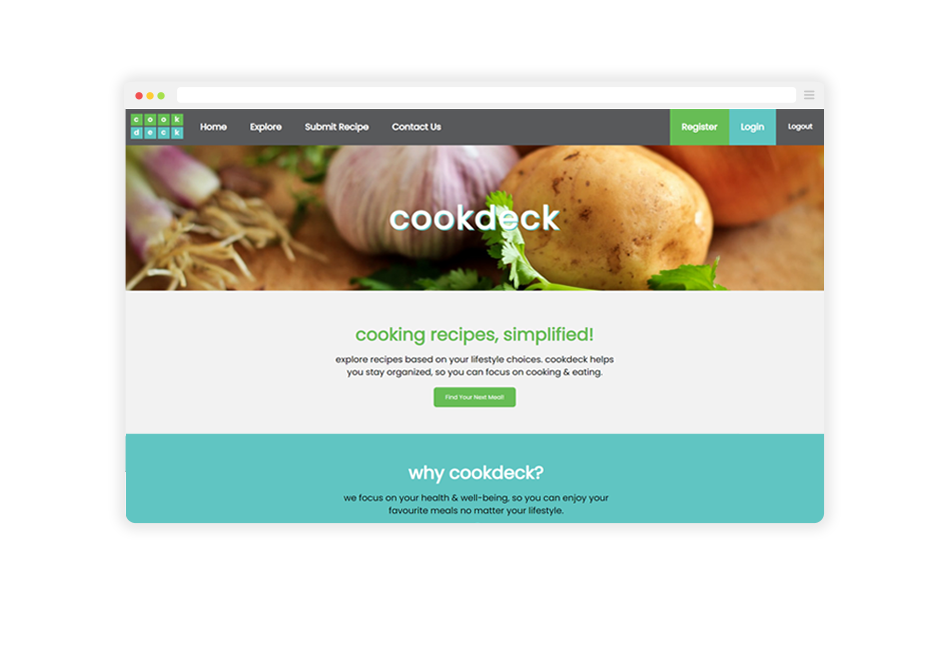 cook
deck
Home Explore Submit Recipe Contact Us Register Login Logout
cookdeck
cooking recipes, simplified!
explore recipes based on your lifestyle choices. cookdeck helps
you stay organized, so you can focus on cooking & eating.
Find Your Next Meal!
why cookdeck?
we focus on your health & well-being, so you can enjoy your
favourite meals no matter your lifestyle.